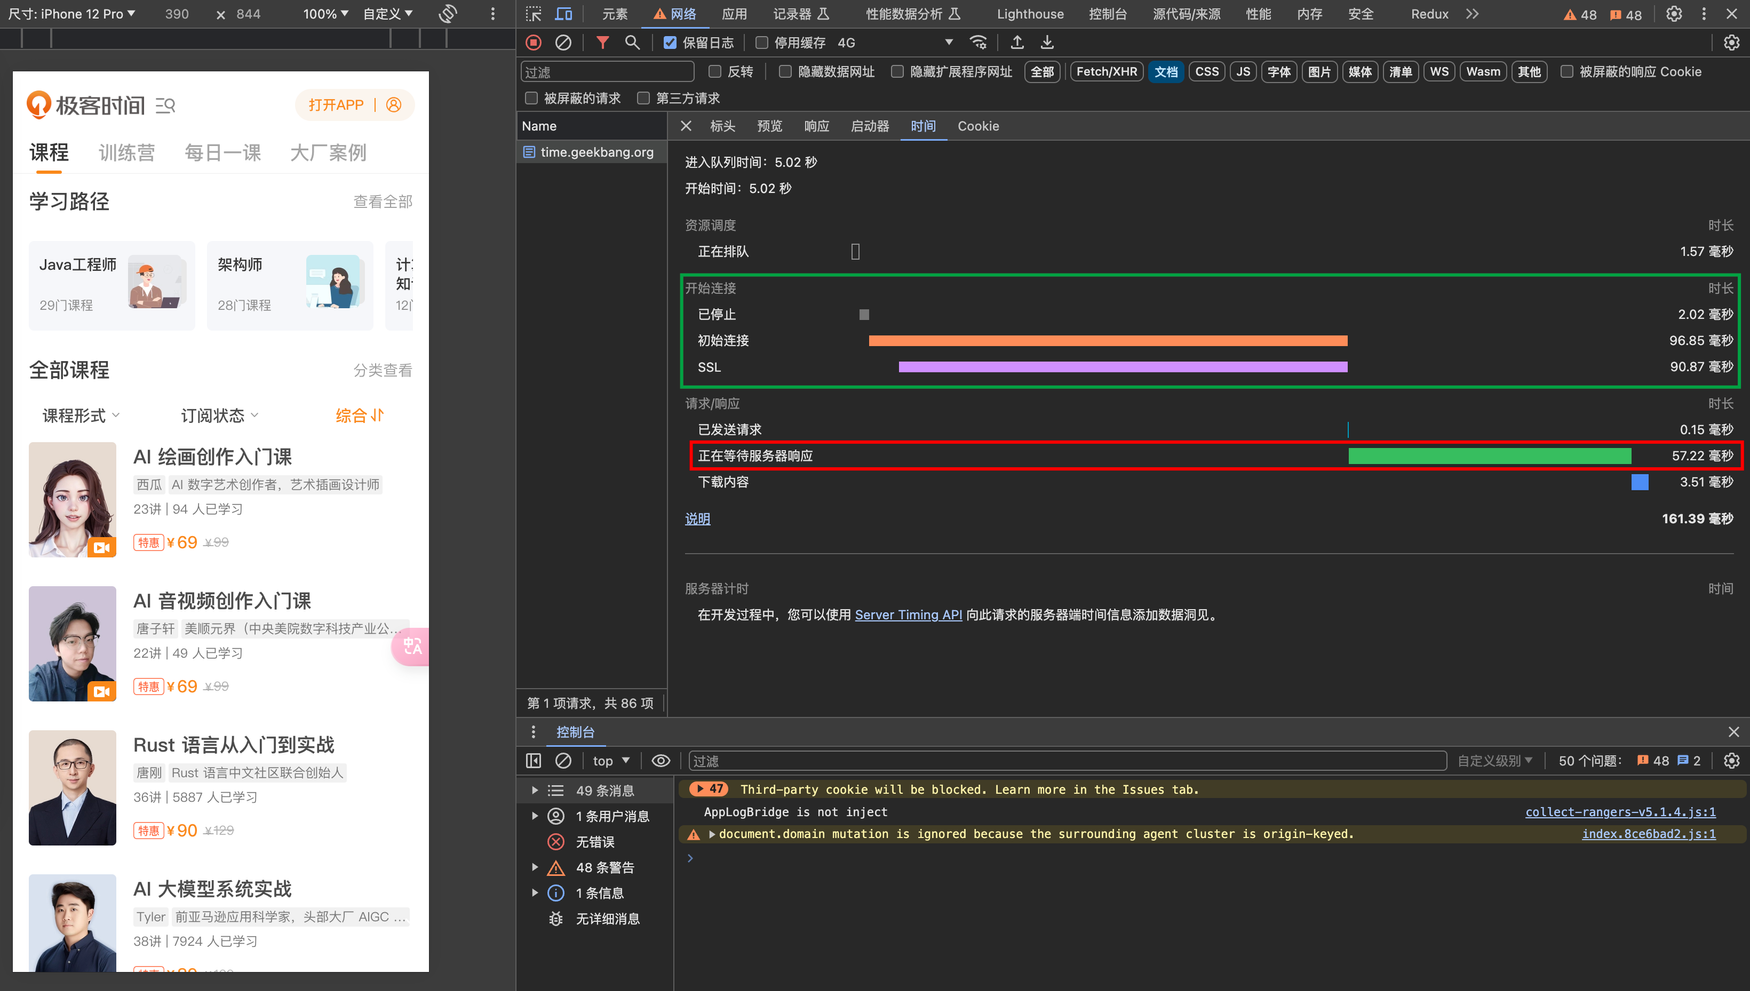 尺寸: iPhone 12 Pro ▼ 390 × 844 100% ▼ 自定义 ▼
元素 网络 应用 记录器 性能数据分析 Lighthouse 控制台 源代码/来源 性能 内存 安全 Redux 48 48
保留日志 停用缓存 4G
过滤 反转 隐藏数据网址 隐藏扩展程序网址 全部 Fetch/XHR 文档 CSS JS 字体 图片 媒体 清单 WS Wasm 其他 被屏蔽的响应 Cookie
被屏蔽的请求 第三方请求
Name
time.geekbang.org
第 1 项请求，共 86 项
标头 预览 响应 启动器 时间 Cookie
进入队列时间：5.02 秒
开始时间：5.02 秒
资源调度 时长
正在排队 1.57 毫秒
开始连接 时长
已停止 2.02 毫秒
初始连接 96.85 毫秒
SSL 90.87 毫秒
请求/响应 时长
已发送请求 0.15 毫秒
正在等待服务器响应 57.22 毫秒
下载内容 3.51 毫秒
说明 161.39 毫秒
服务器计时 时间
在开发过程中，您可以使用 Server Timing API 向此请求的服务器端时间信息添加数据洞见。
控制台
top ▼ 过滤 自定义级别 ▼ 50 个问题： 48 2
49 条消息
1 条用户消息
无错误
48 条警告
1 条信息
无详细消息
47 Third-party cookie will be blocked. Learn more in the Issues tab.
AppLogBridge is not inject collect-rangers-v5.1.4.js:1
document.domain mutation is ignored because the surrounding agent cluster is origin-keyed. index.8ce6bad2.js:1
极客时间 打开APP
课程 训练营 每日一课 大厂案例
学习路径 查看全部
Java工程师
29门课程
架构师
28门课程
全部课程 分类查看
课程形式 订阅状态 综合
AI 绘画创作入门课
西瓜 AI 数字艺术创作者，艺术插画设计师
23讲 | 94 人已学习
特惠 ¥69 ¥99
AI 音视频创作入门课
唐子轩 美顺元界（中央美院数字科技产业公...
22讲 | 49 人已学习
特惠 ¥69 ¥99
Rust 语言从入门到实战
唐刚 Rust 语言中文社区联合创始人
36讲 | 5887 人已学习
特惠 ¥90 ¥129
AI 大模型系统实战
Tyler 前亚马逊应用科学家，头部大厂 AIGC ...
38讲 | 7924 人已学习